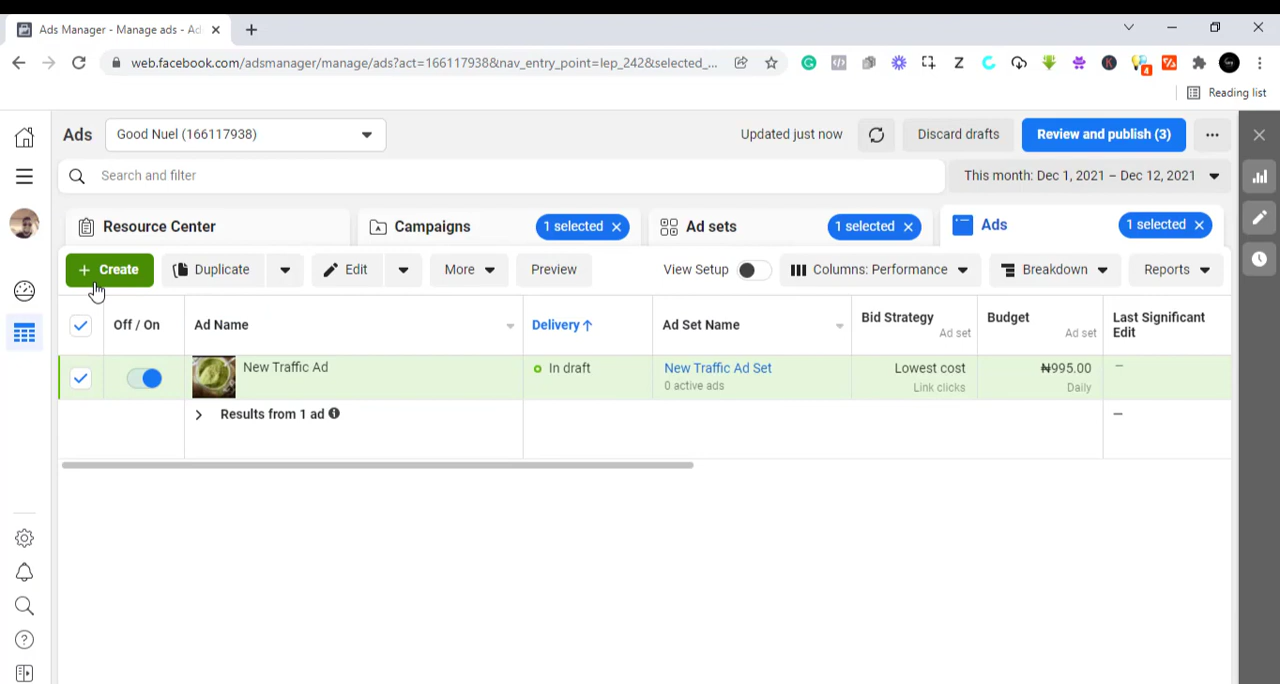 Ads Manager - Manage ads - Ad
web.facebook.com/adsmanager/manage/ads?act=166117938&nav_entry_point=lep_242&selected_...
Z
K
4
Reading list
Ads
Good Nuel (166117938)
Updated just now
Discard drafts
Review and publish (3)
Search and filter
This month: Dec 1, 2021 – Dec 12, 2021
Resource Center
Campaigns
1 selected ×
Ad sets
1 selected ×
Ads
1 selected ×
+ Create
Duplicate
Edit
More
Preview
View Setup
Columns: Performance
Breakdown
Reports
Off / On
Ad Name
Delivery ↑
Ad Set Name
Bid Strategy
Ad set
Budget
Ad set
Last Significant
Edit
New Traffic Ad
In draft
New Traffic Ad Set
0 active ads
Lowest cost
Link clicks
₦995.00
Daily
—
Results from 1 ad
—